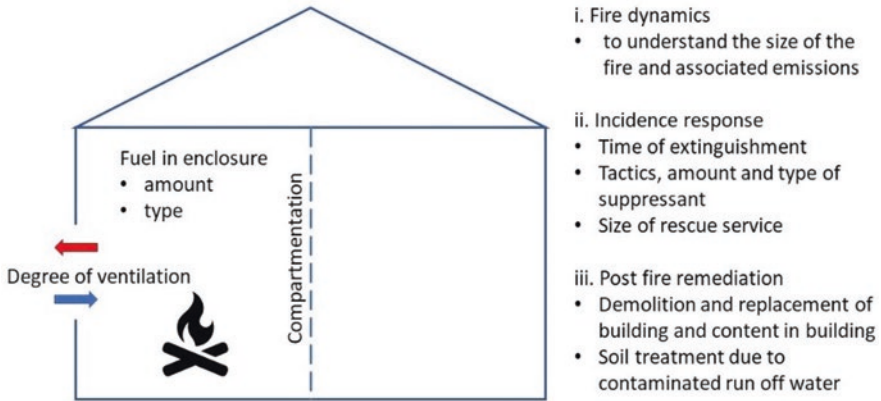 Fuel in enclosure
• amount
• type
Degree of ventilation
Compartmentation
i. Fire dynamics
• to understand the size of the
fire and associated emissions
ii. Incidence response
• Time of extinguishment
• Tactics, amount and type of
suppressant
• Size of rescue service
iii. Post fire remediation
• Demolition and replacement of
building and content in building
• Soil treatment due to
contaminated run off water